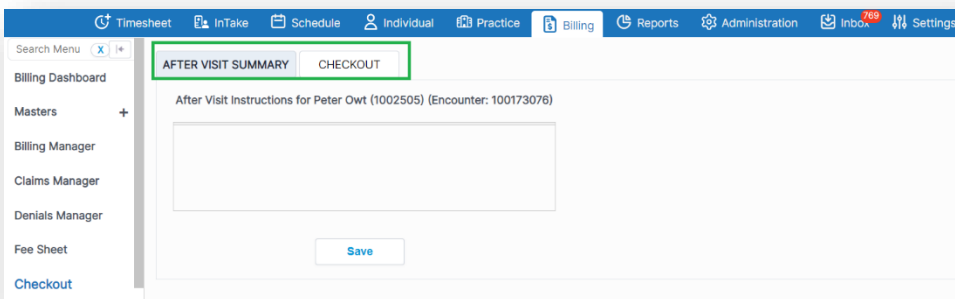 Timesheet InTake Schedule Individual Practice Billing Reports Administration Inbox 769 Settings
Search Menu X
AFTER VISIT SUMMARY CHECKOUT
Billing Dashboard
After Visit Instructions for Peter Owt (1002505) (Encounter: 100173076)
Masters +
Billing Manager
Claims Manager
Denials Manager
Fee Sheet
Save
Checkout